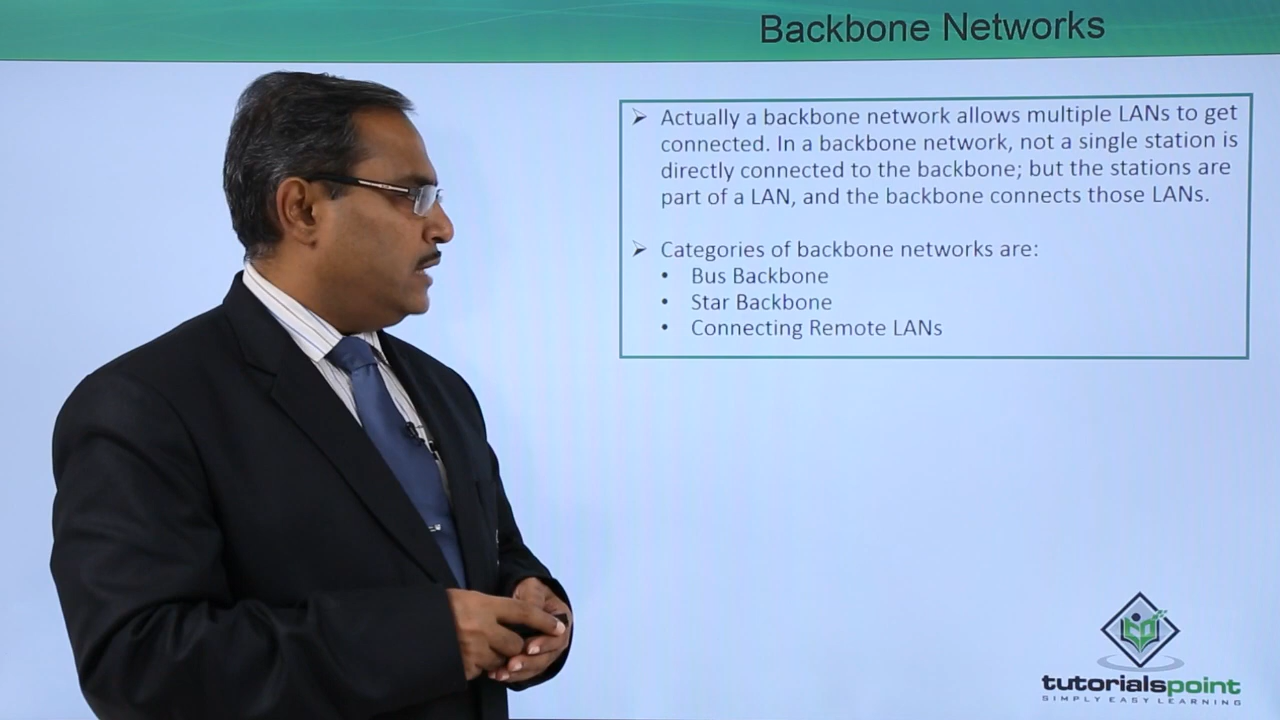 Backbone Networks
➢ Actually a backbone network allows multiple LANs to get
connected. In a backbone network, not a single station is
directly connected to the backbone; but the stations are
part of a LAN, and the backbone connects those LANs.
➢ Categories of backbone networks are:
• Bus Backbone
• Star Backbone
• Connecting Remote LANs
tutorialspoint
SIMPLY EASY LEARNING